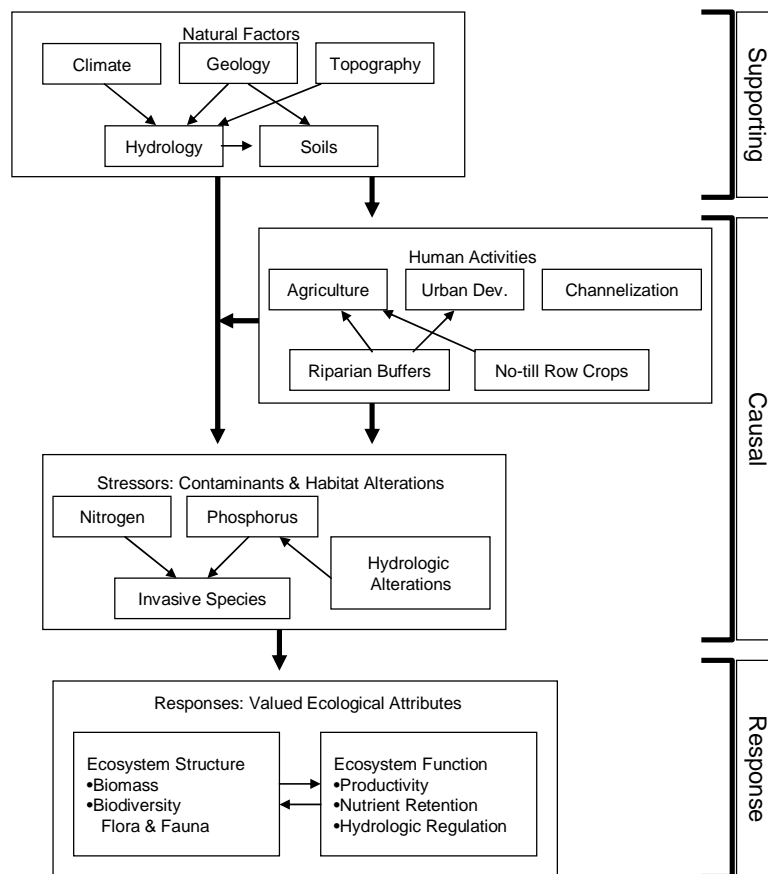 Natural Factors
Climate
Geology
Topography
Hydrology
Soils
Supporting
Human Activities
Agriculture
Urban Dev.
Channelization
Riparian Buffers
No-till Row Crops
Causal
Stressors: Contaminants & Habitat Alterations
Nitrogen
Phosphorus
Hydrologic
Alterations
Invasive Species
Responses: Valued Ecological Attributes
Ecosystem Structure
•Biomass
•Biodiversity
Flora & Fauna
Ecosystem Function
•Productivity
•Nutrient Retention
•Hydrologic Regulation
Response